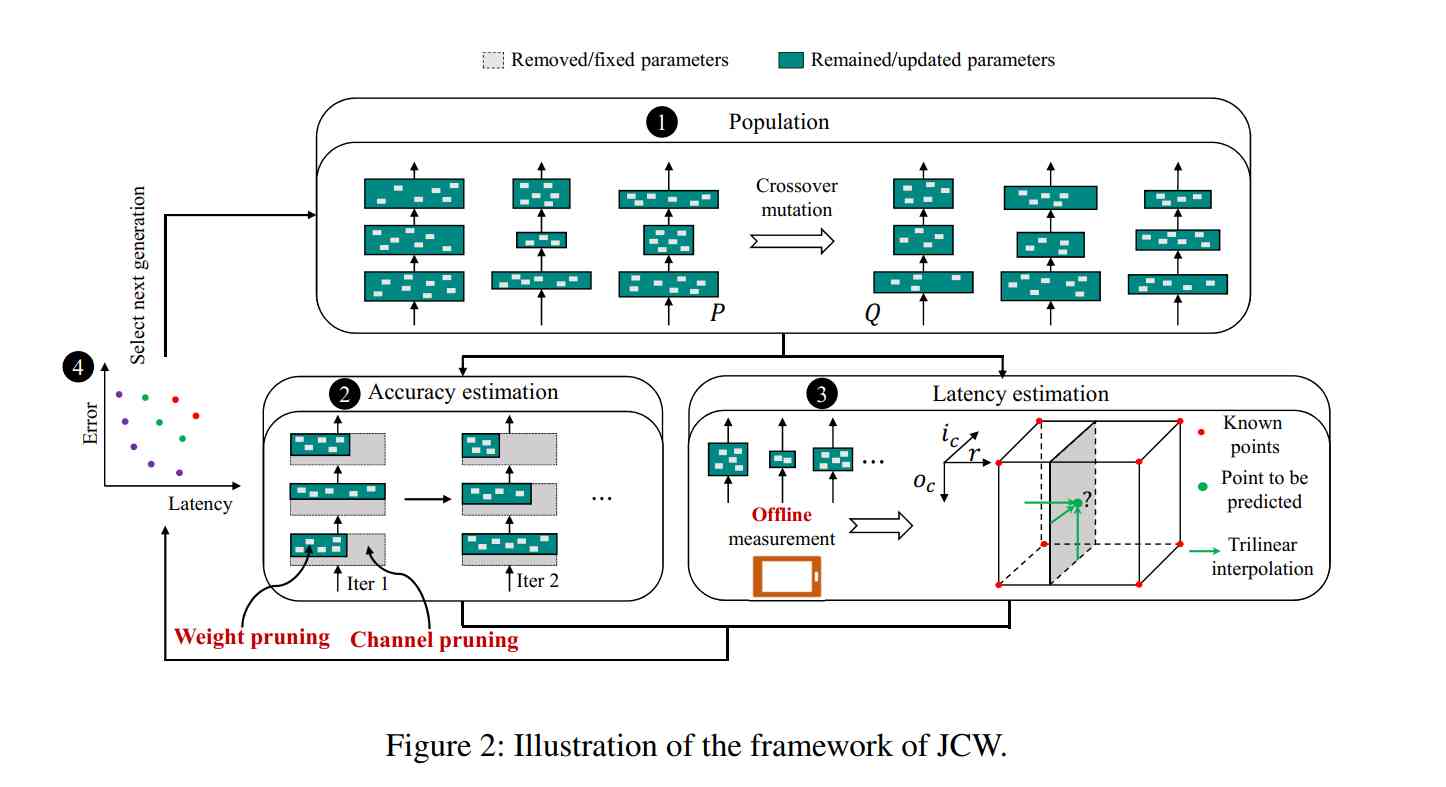 Removed/fixed parameters
Remained/updated parameters
1
Population
Crossover
mutation
P
Q
Select next generation
4
Error
Latency
2
Accuracy estimation
Iter 1
Iter 2
...
Weight pruning
Channel pruning
3
Latency estimation
...
Offline
measurement
i_c
r
o_c
?
Known
points
Point to be
predicted
Trilinear
interpolation
Figure 2: Illustration of the framework of JCW.